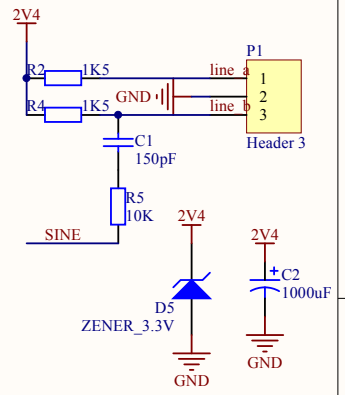 2V4
P1
R2 1K5 line_a 1
GND 2
R4 1K5 line_b 3
C1
150pF
Header 3
R5
10K
SINE
2V4
2V4
C2
1000uF
D5
ZENER_3.3V
GND
GND